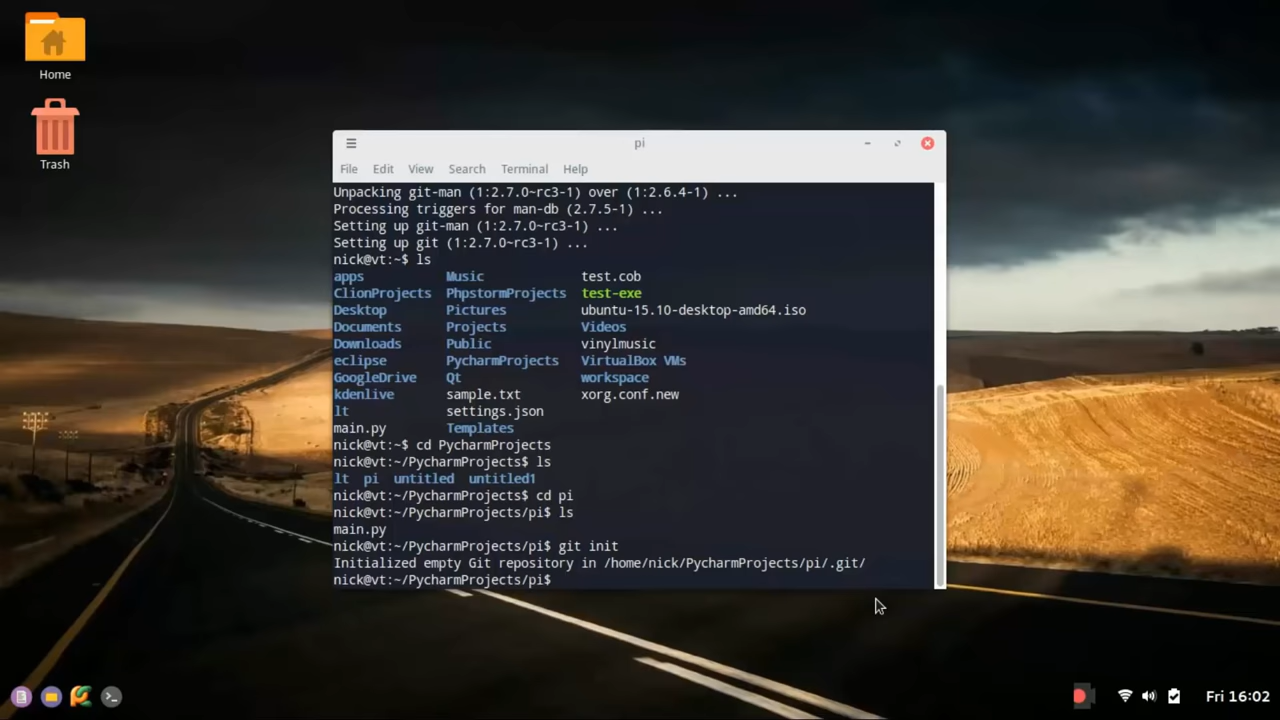 Home
Trash
pi
File Edit View Search Terminal Help
Unpacking git-man (1:2.7.0~rc3-1) over (1:2.6.4-1) ...
Processing triggers for man-db (2.7.5-1) ...
Setting up git-man (1:2.7.0~rc3-1) ...
Setting up git (1:2.7.0~rc3-1) ...
nick@vt:~$ ls
apps Music test.cob
ClionProjects PhpstormProjects test-exe
Desktop Pictures ubuntu-15.10-desktop-amd64.iso
Documents Projects Videos
Downloads Public vinylmusic
eclipse PycharmProjects VirtualBox VMs
GoogleDrive Qt workspace
kdenlive sample.txt xorg.conf.new
lt settings.json
main.py Templates
nick@vt:~$ cd PycharmProjects
nick@vt:~/PycharmProjects$ ls
lt pi untitled untitled1
nick@vt:~/PycharmProjects$ cd pi
nick@vt:~/PycharmProjects/pi$ ls
main.py
nick@vt:~/PycharmProjects/pi$ git init
Initialized empty Git repository in /home/nick/PycharmProjects/pi/.git/
nick@vt:~/PycharmProjects/pi$
Fri 16:02